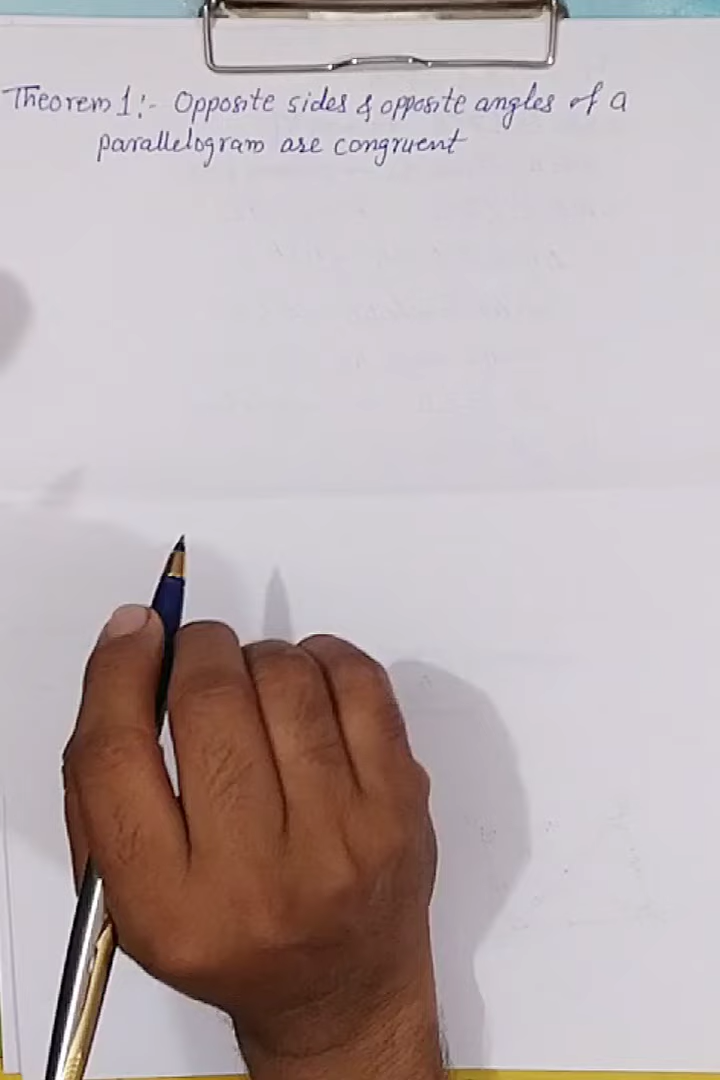 Theorem 1:- Opposite sides & opposite angles of a
parallelogram are congruent